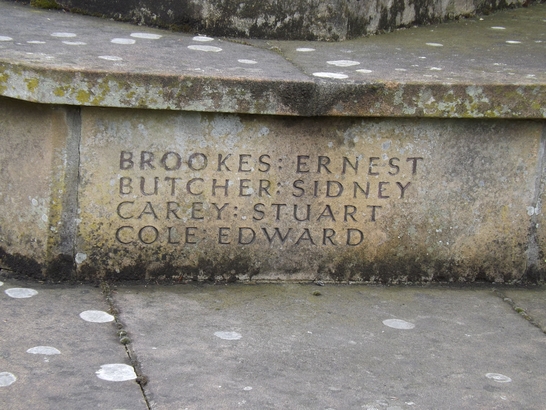 BROOKES: ERNEST
BUTCHER: SIDNEY
CAREY: STUART
COLE: EDWARD